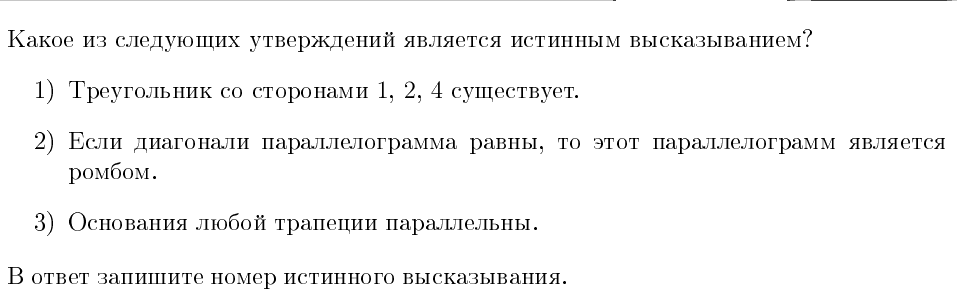 Какое из следующих утверждений является истинным высказыванием?
1) Треугольник со сторонами 1, 2, 4 существует.
2) Если диагонали параллелограмма равны, то этот параллелограмм является
ромбом.
3) Основания любой трапеции параллельны.
В ответ запишите номер истинного высказывания.